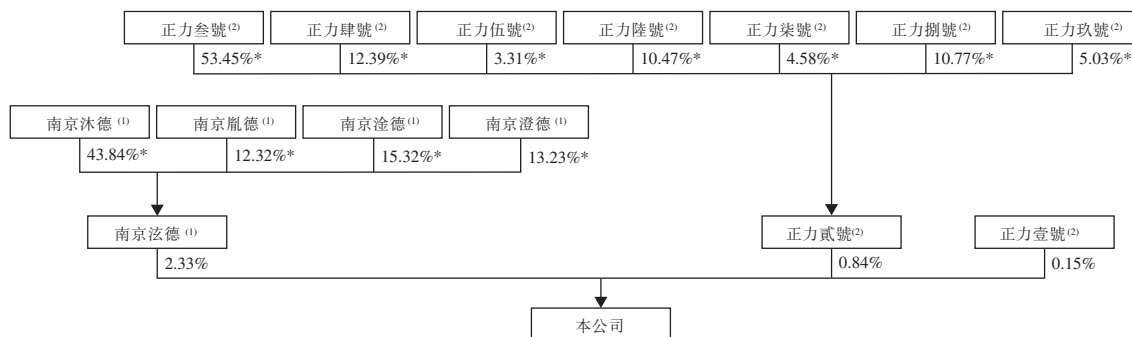 正力叁號(2) 正力肆號(2) 正力伍號(2) 正力陸號(2) 正力柒號(2) 正力捌號(2) 正力玖號(2)
53.45%* 12.39%* 3.31%* 10.47%* 4.58%* 10.77%* 5.03%*
南京沐德 (1) 南京胤德 (1) 南京淦德 (1) 南京澄德 (1)
43.84%* 12.32%* 15.32%* 13.23%*
南京泫德 (1) 正力貳號(2) 正力壹號(2)
2.33% 0.84% 0.15%
本公司